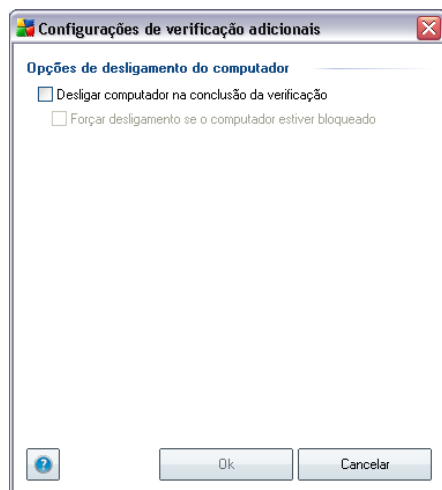 Configurações de verificação adicionais
Opções de desligamento do computador
Desligar computador na conclusão da verificação
Forçar desligamento se o computador estiver bloqueado
?
Ok
Cancelar